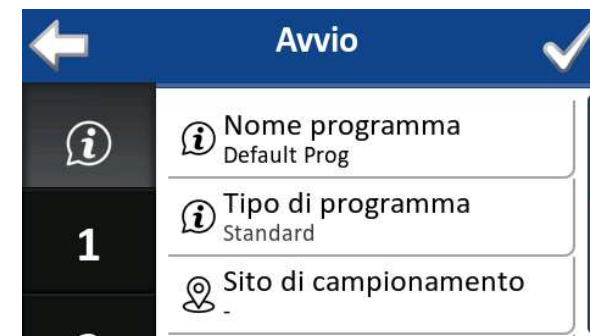 Avvio
Nome programma
Default Prog
Tipo di programma
Standard
1
Sito di campionamento
-